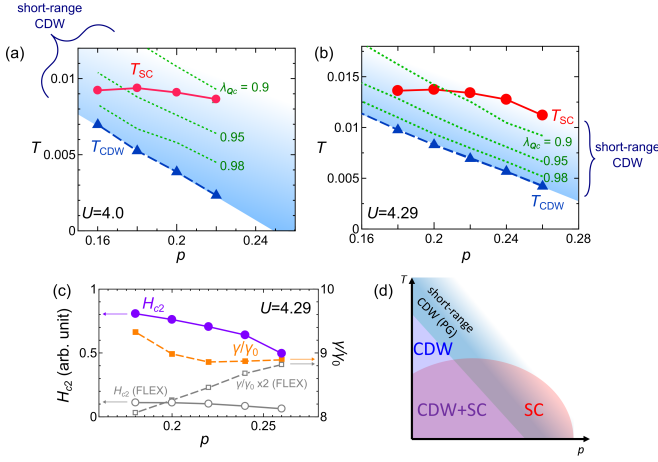 short-range
CDW
(a)
T_SC
λ_Qc = 0.9
0.95
0.98
T_CDW
U=4.0
0.01
0.005
0
T
0.16
0.2
0.24
p
(b)
T_SC
λ_Qc = 0.9
0.95
0.98
T_CDW
U=4.29
short-range
CDW
0.015
0.01
0.005
0
T
0.16
0.2
0.24
0.28
p
(c)
H_c2
U=4.29
γ/γ_0
γ/γ_0 x2 (FLEX)
H_c2 (FLEX)
1
0.5
0
H_c2 (arb. unit)
10
9
8
γ/γ_0
0.2
0.25
p
(d)
T
short-range
CDW (PG)
CDW
CDW+SC
SC
p